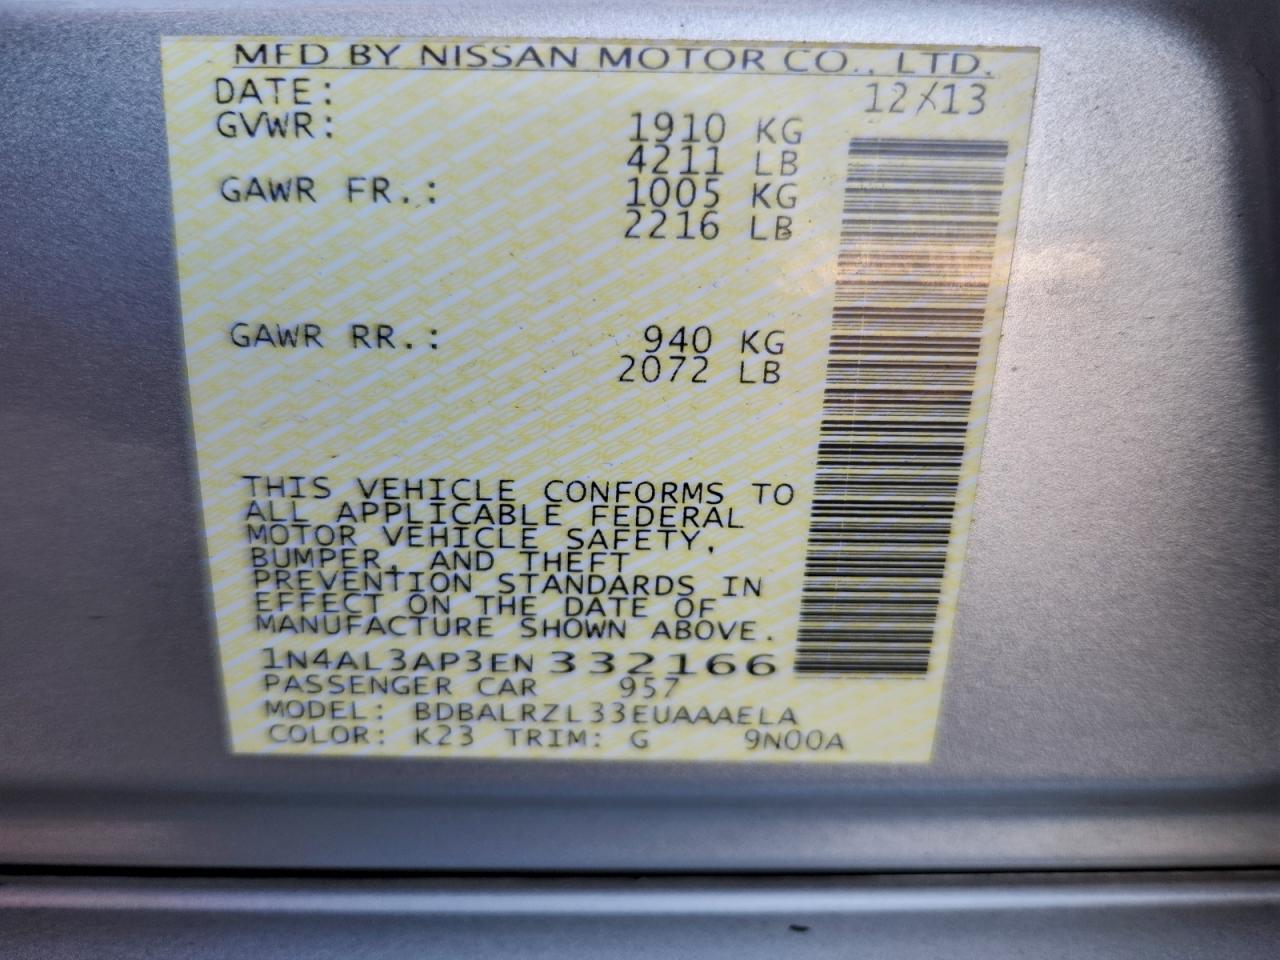 MFD BY NISSAN MOTOR CO., LTD.
DATE: 12/13
GVWR: 1910 KG
4211 LB
GAWR FR.: 1005 KG
2216 LB
GAWR RR.: 940 KG
2072 LB
THIS VEHICLE CONFORMS TO
ALL APPLICABLE FEDERAL
MOTOR VEHICLE SAFETY,
BUMPER, AND THEFT
PREVENTION STANDARDS IN
EFFECT ON THE DATE OF
MANUFACTURE SHOWN ABOVE.
1N4AL3AP3EN332166
PASSENGER CAR 957
MODEL: BDBALRZL33EUAAAELA
COLOR: K23 TRIM: G 9N00A